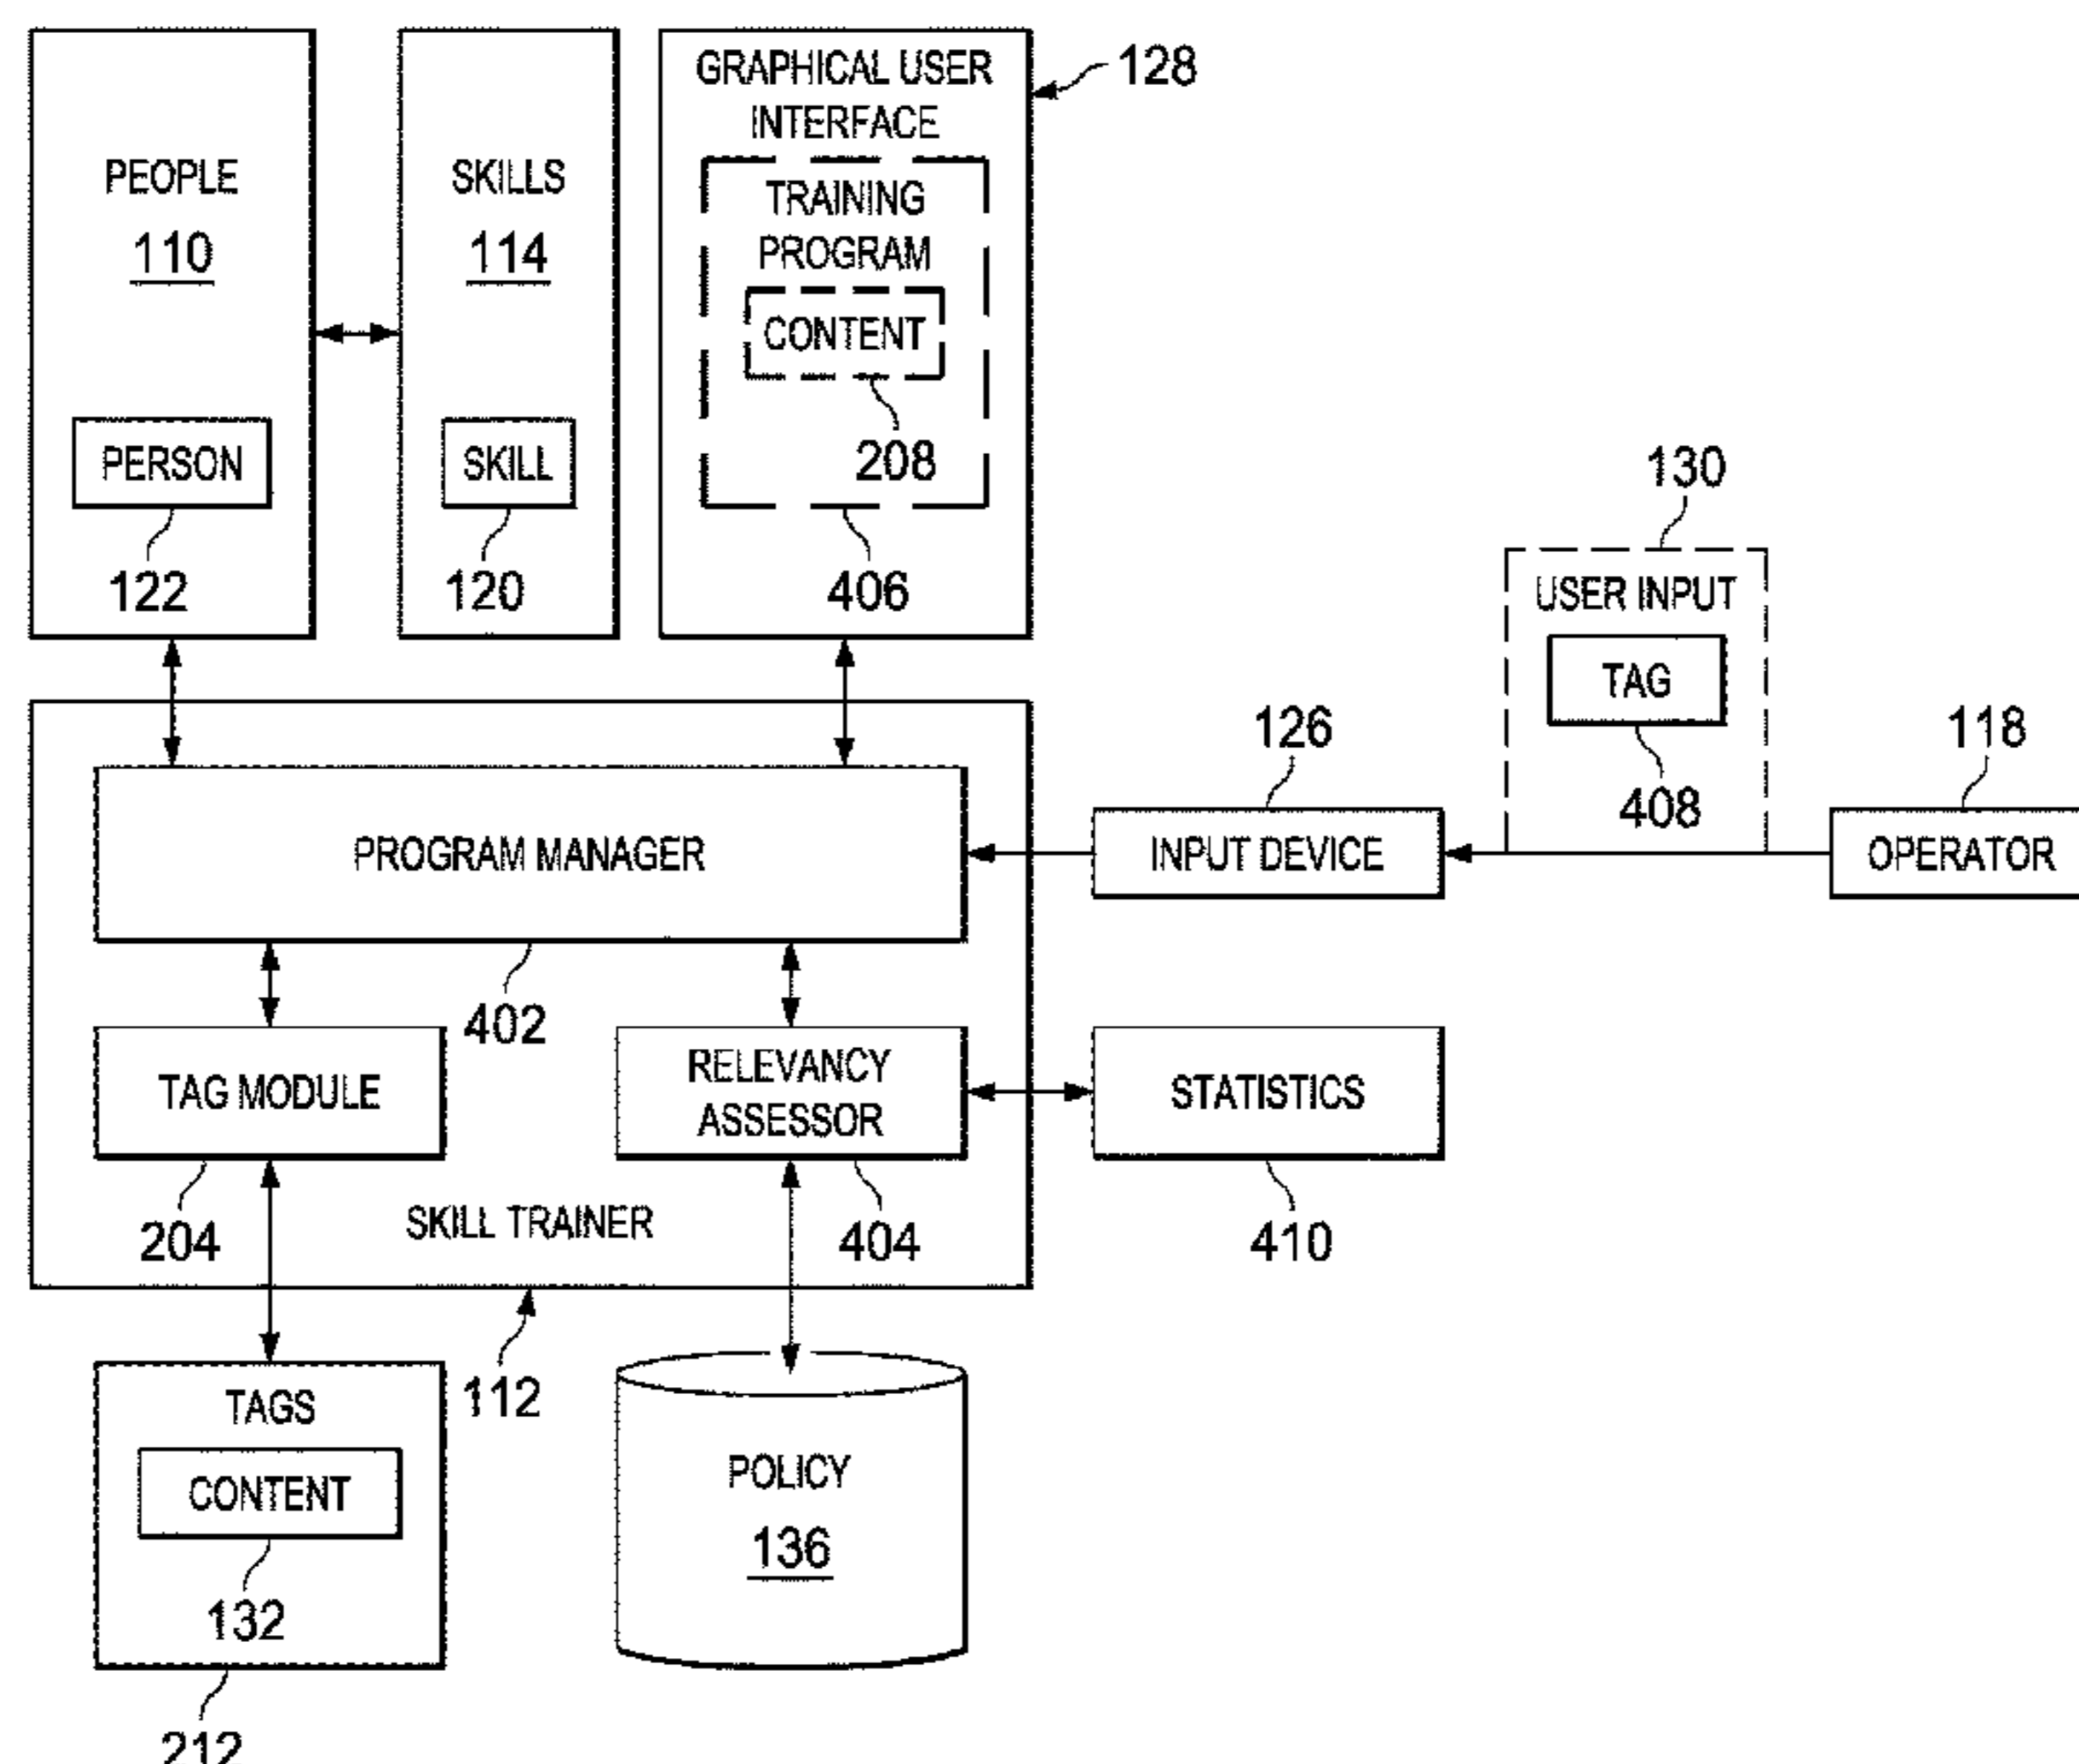 PEOPLE
110
PERSON
122
SKILLS
114
SKILL
120
GRAPHICAL USER
INTERFACE
TRAINING
PROGRAM
CONTENT
208
406
128
130
USER INPUT
TAG
408
126
118
PROGRAM MANAGER
INPUT DEVICE
OPERATOR
402
TAG MODULE
RELEVANCY
ASSESSOR
STATISTICS
204
SKILL TRAINER
404
410
112
TAGS
CONTENT
132
212
POLICY
136